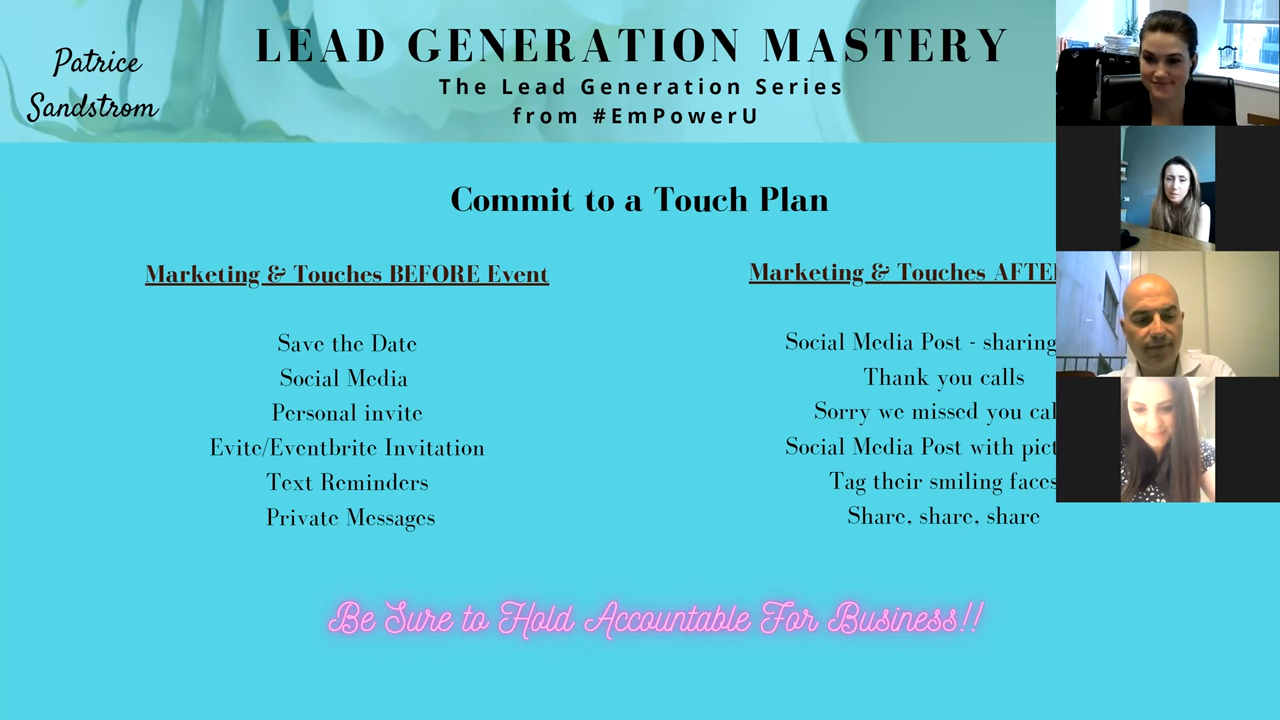 Patrice
Sandstrom
LEAD GENERATION MASTERY
The Lead Generation Series
from #EmPowerU
Commit to a Touch Plan
Marketing & Touches BEFORE Event
Save the Date
Social Media
Personal invite
Evite/Eventbrite Invitation
Text Reminders
Private Messages
Marketing & Touches
Social Media Post - sharing
Thank you calls
Sorry we missed you
Social Media Post with
Tag their smiling faces
Share, share, share
Be Sure to Hold Accountable For Business!!